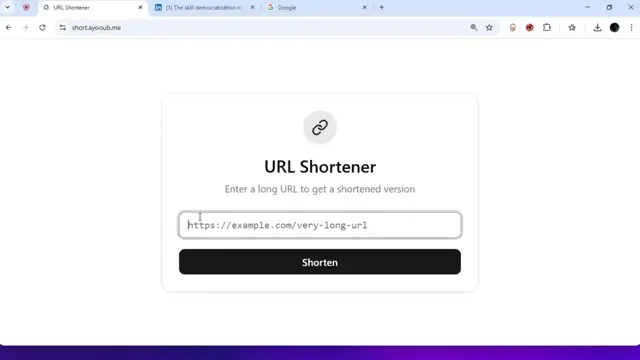 URL Shortener
(1) The skill democratization re
Google
short.ayooub.me
URL Shortener
Enter a long URL to get a shortened version
https://example.com/very-long-url
Shorten